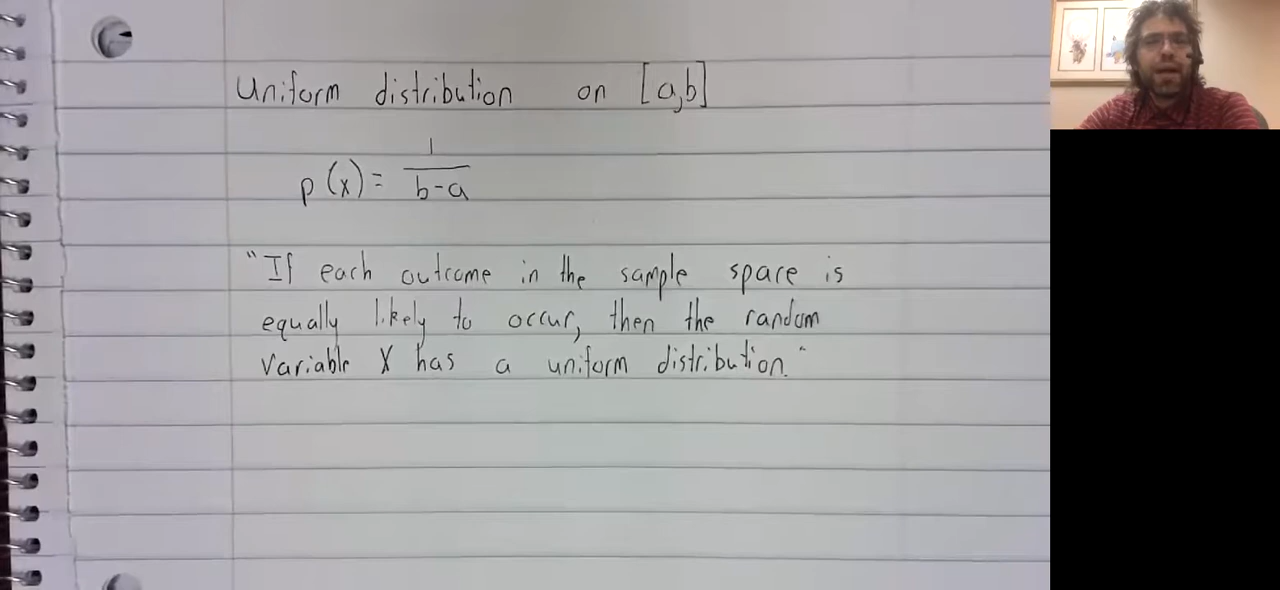 Uniform distribution on [a,b]
p(x) = 1/(b-a)
"If each outcome in the sample space is
equally likely to occur, then the random
variable X has a uniform distribution."